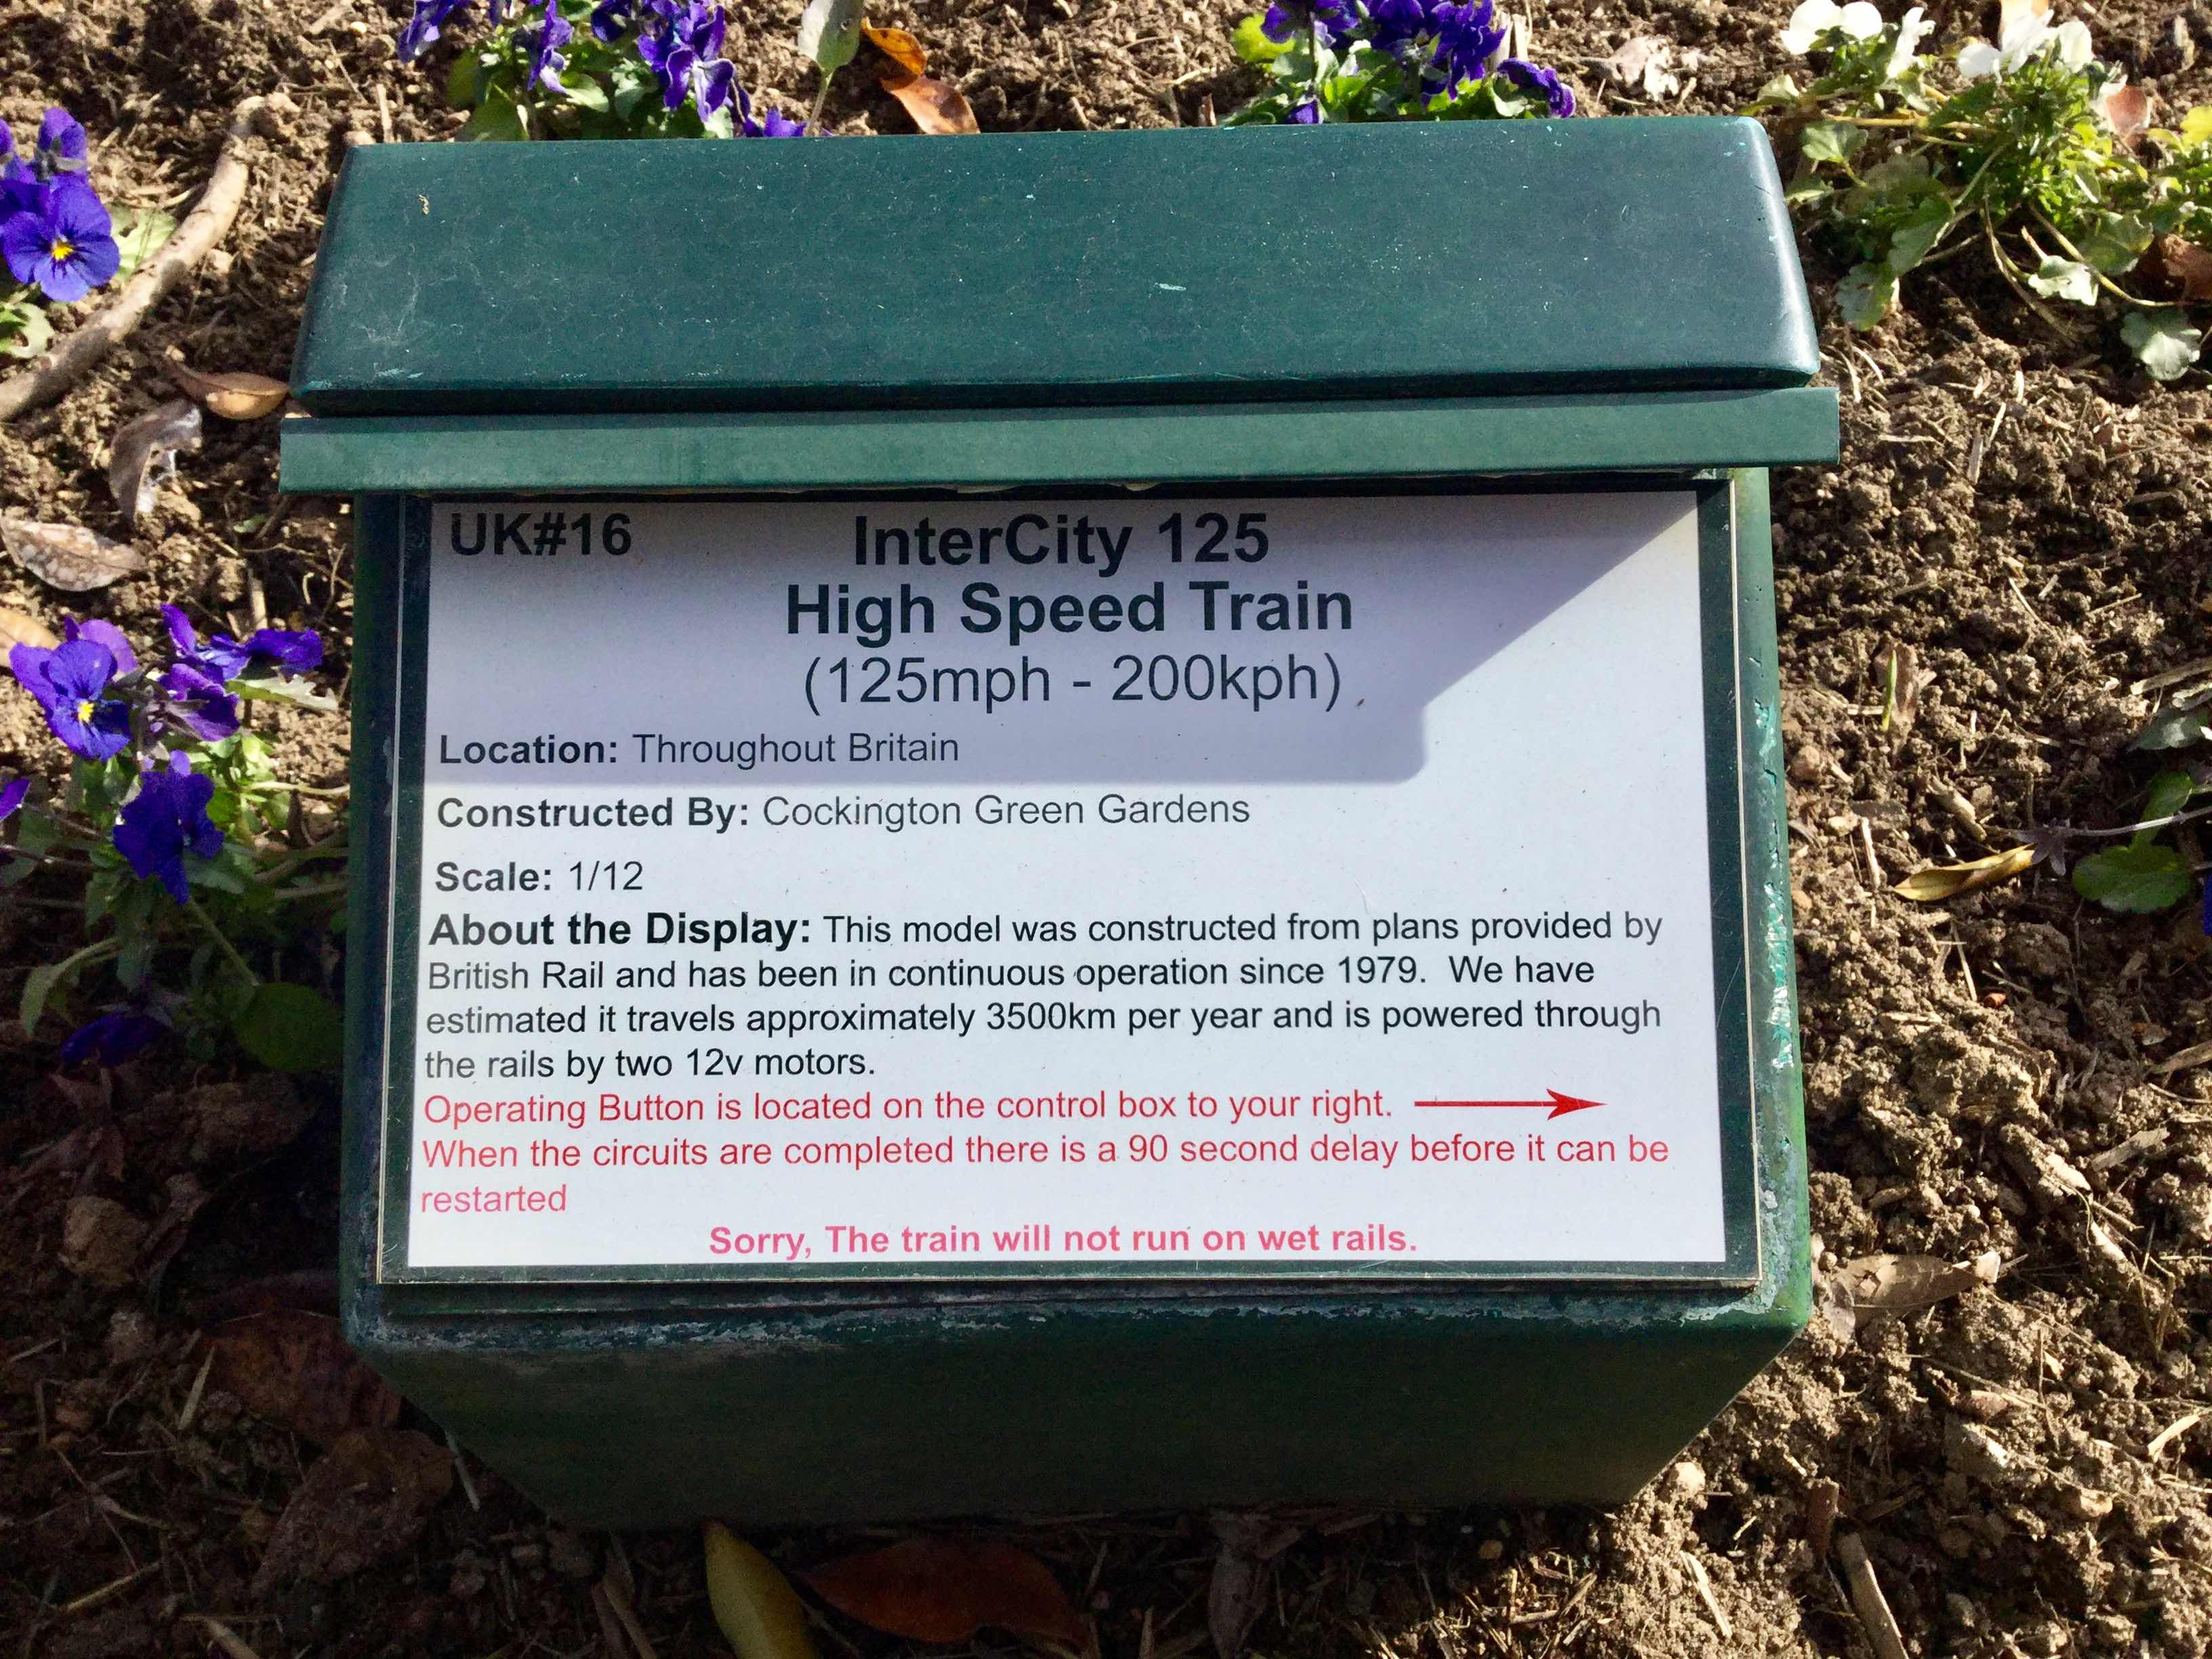 UK#16 InterCity 125
High Speed Train
(125mph - 200kph)
Location: Throughout Britain
Constructed By: Cockington Green Gardens
Scale: 1/12
About the Display: This model was constructed from plans provided by
British Rail and has been in continuous operation since 1979. We have
estimated it travels approximately 3500km per year and is powered through
the rails by two 12v motors.
Operating Button is located on the control box to your right.
When the circuits are completed there is a 90 second delay before it can be
restarted
Sorry, The train will not run on wet rails.